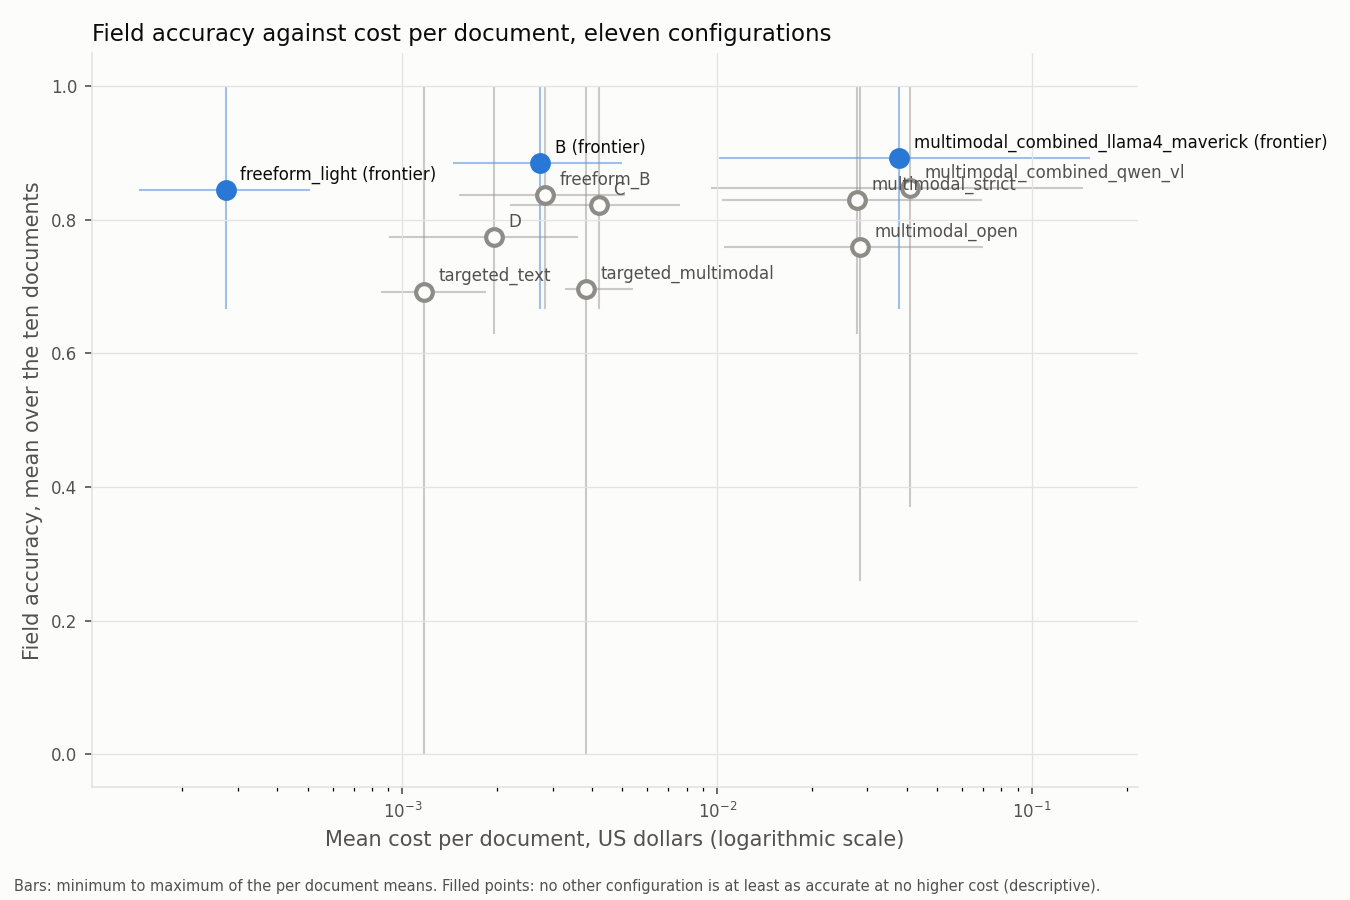 Field accuracy against cost per document, eleven configurations
Field accuracy, mean over the ten documents
1.0
0.8
0.6
0.4
0.2
0.0
multimodal_combined_llama4_maverick (frontier)
B (frontier)
multimodal_combined_qwen_vl
freeform_light (frontier)
freeform_B
multimodal_strict
C
D
multimodal_open
targeted_text
targeted_multimodal
10⁻³
10⁻²
10⁻¹
Mean cost per document, US dollars (logarithmic scale)
Bars: minimum to maximum of the per document means. Filled points: no other configuration is at least as accurate at no higher cost (descriptive).